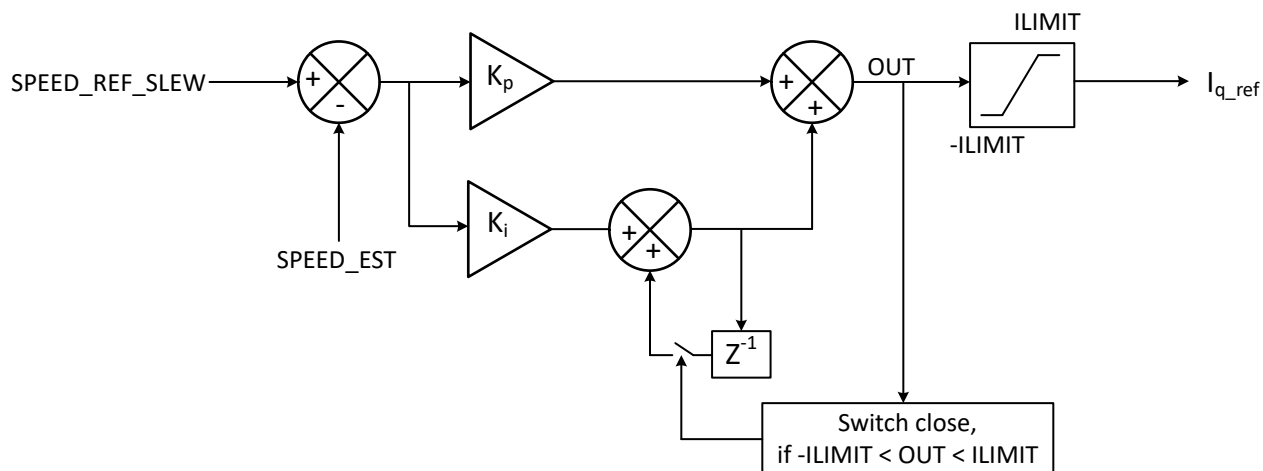 ILIMIT
SPEED_REF_SLEW
+
-
Kp
+
+
OUT
Iq_ref
-ILIMIT
SPEED_EST
Ki
+
+
Z-1
Switch close,
if -ILIMIT < OUT < ILIMIT